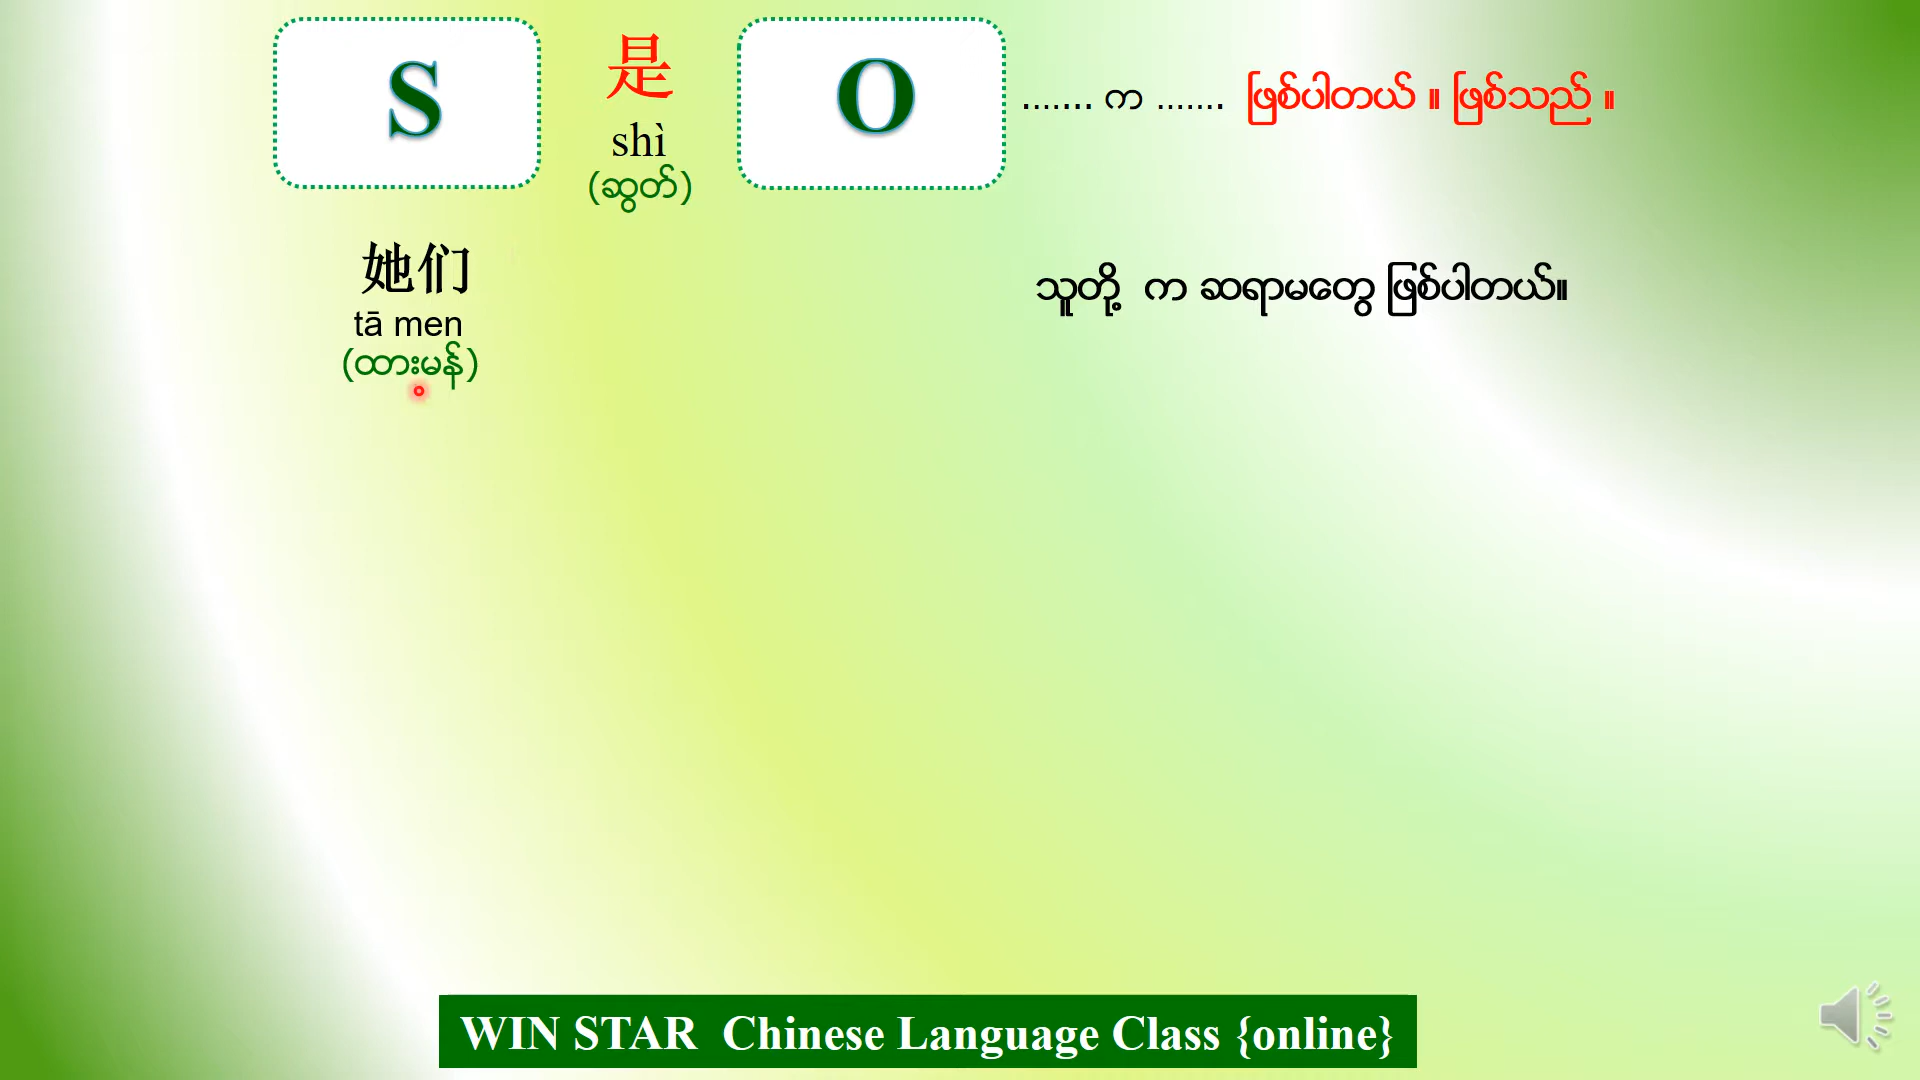 S 是 O ....... က ....... ဖြစ်ပါတယ် ။ ဖြစ်သည် ။
shì
(ဆွတ်)
她们 သူတို့ က ဆရာမတွေ ဖြစ်ပါတယ်။
tā men
(ထားမန်)
WIN STAR Chinese Language Class {online}